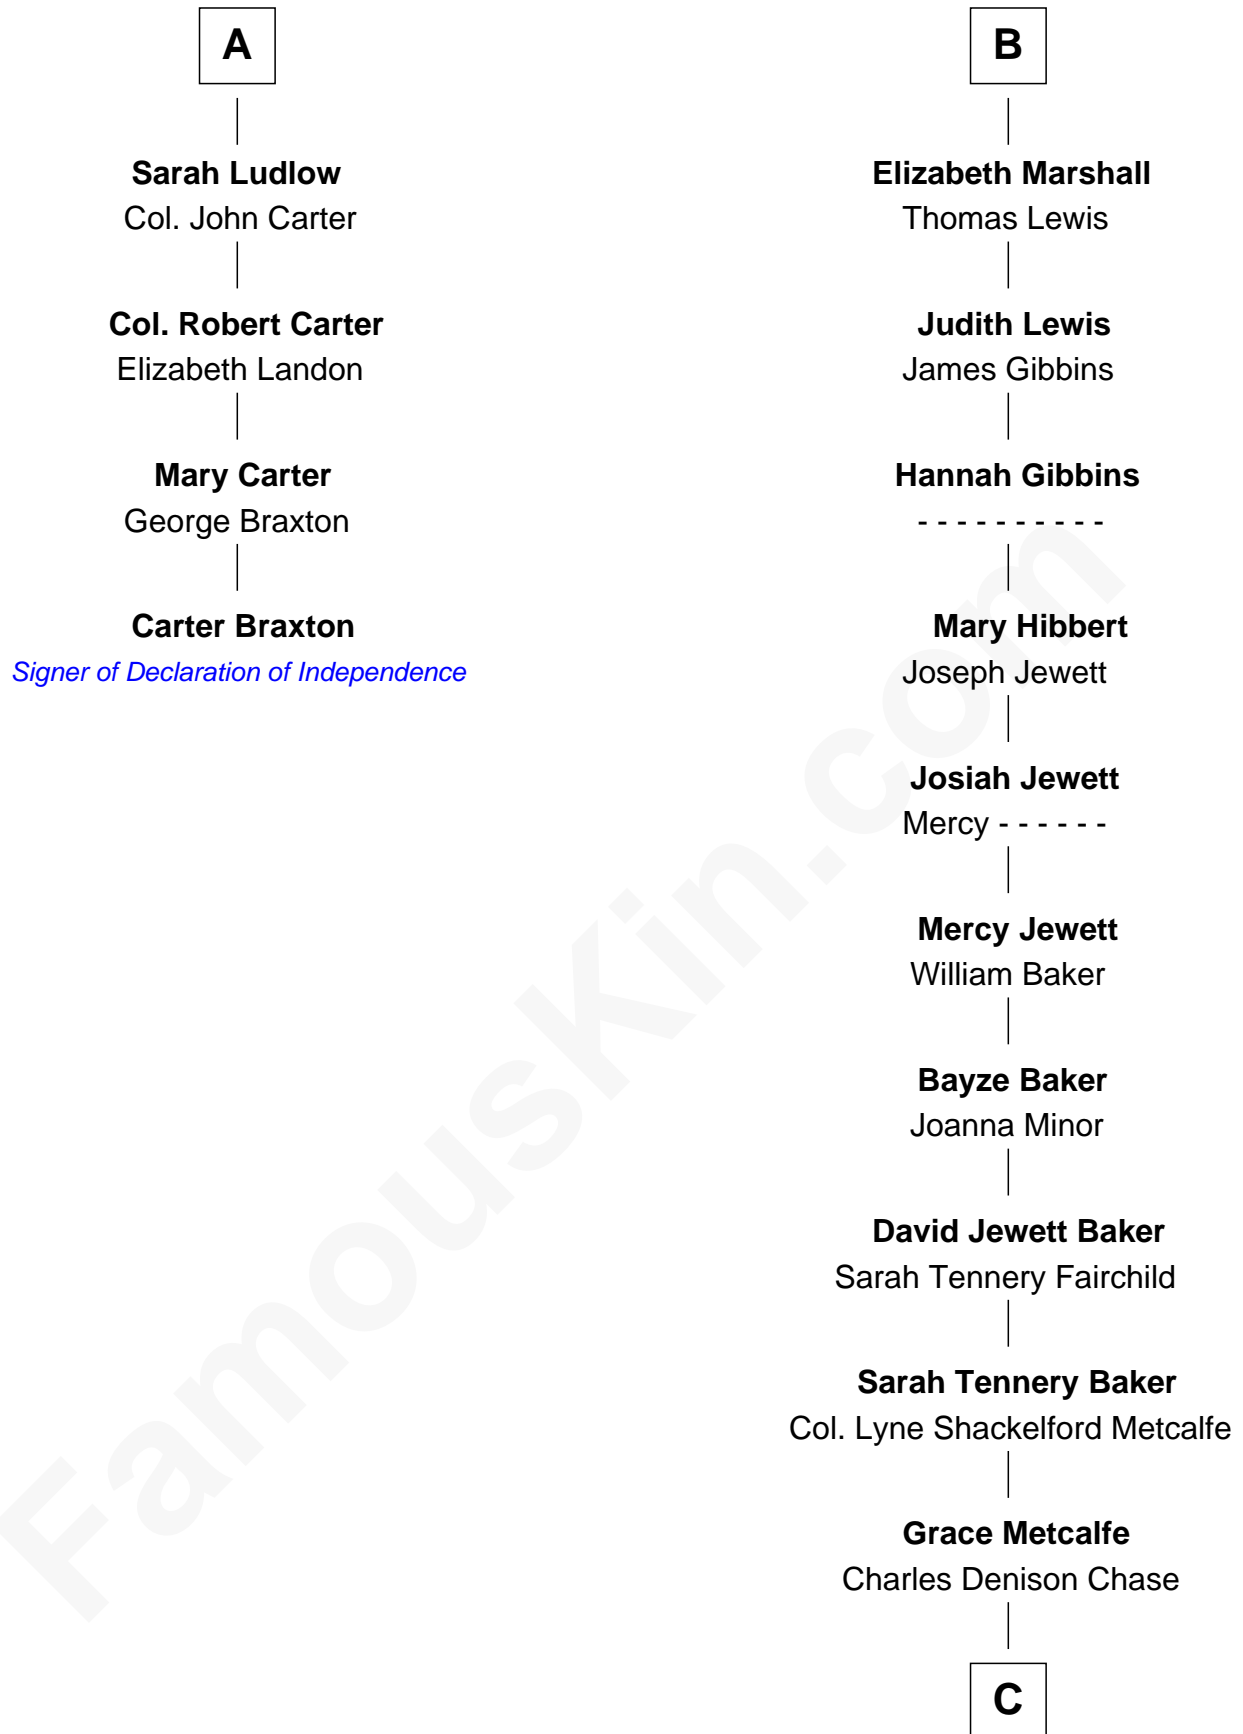 A
Sarah Ludlow
Col. John Carter
Col. Robert Carter
Elizabeth Landon
Mary Carter
George Braxton
Carter Braxton
Signer of Declaration of Independence
B
Elizabeth Marshall
Thomas Lewis
Judith Lewis
James Gibbins
Hannah Gibbins
- - - - - - - - - -
Mary Hibbert
Joseph Jewett
Josiah Jewett
Mercy - - - - - -
Mercy Jewett
William Baker
Bayze Baker
Joanna Minor
David Jewett Baker
Sarah Tennery Fairchild
Sarah Tennery Baker
Col. Lyne Shackelford Metcalfe
Grace Metcalfe
Charles Denison Chase
C
FamousKin.com